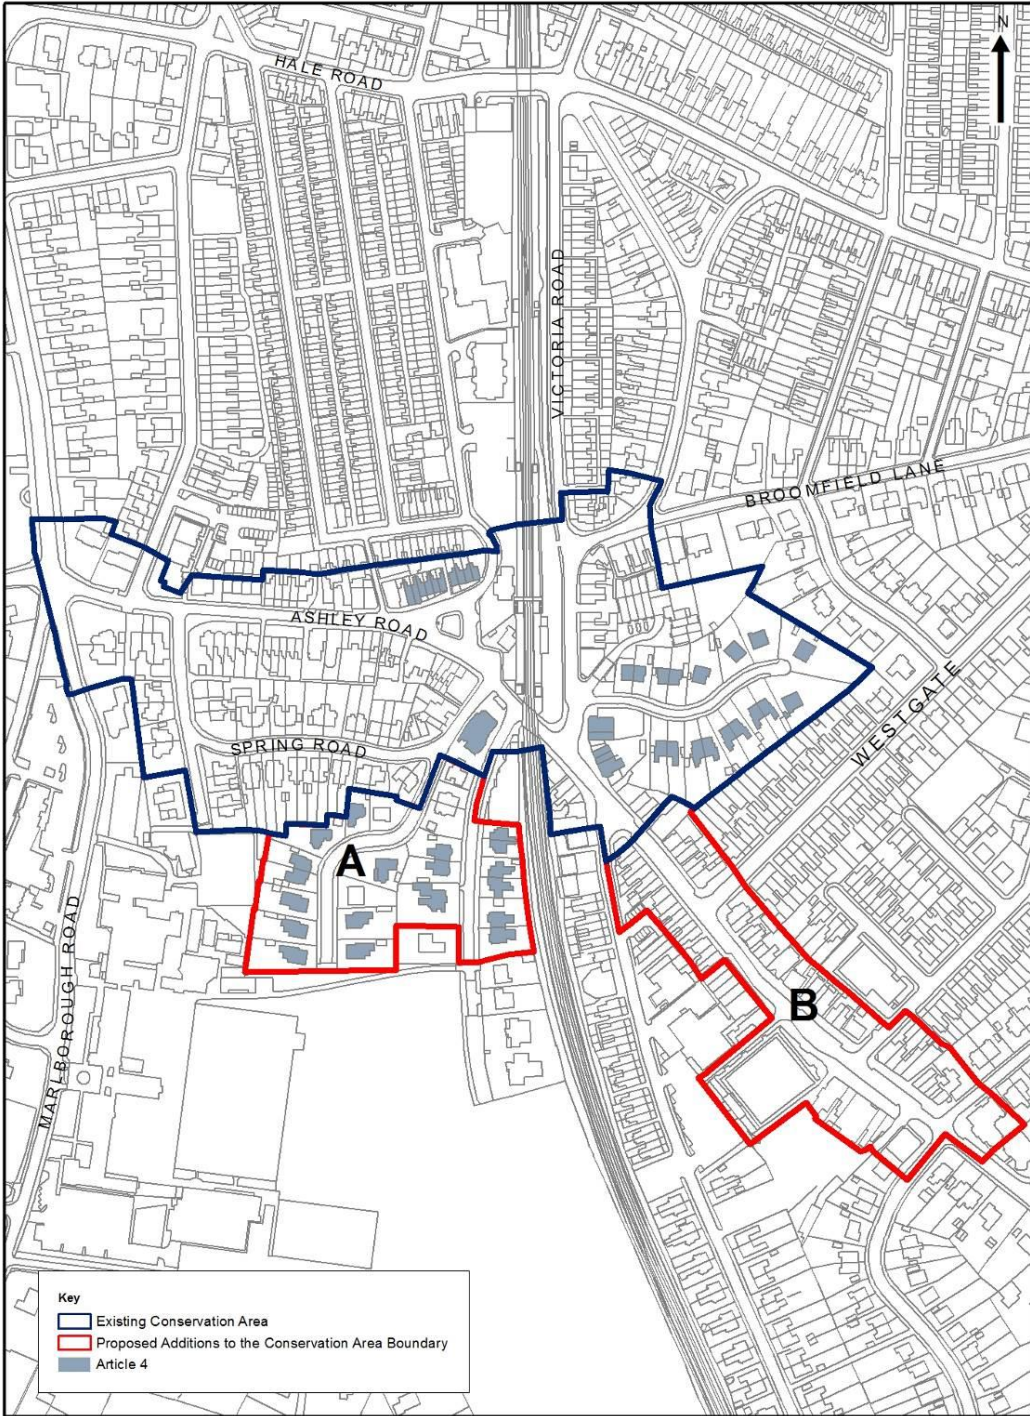 N
HALE ROAD
VICTORIA ROAD
BROOMFIELD LANE
ASHLEY ROAD
WESTGATE
SPRING ROAD
A
MARLBOROUGH ROAD
B
Key
Existing Conservation Area
Proposed Additions to the Conservation Area Boundary
Article 4